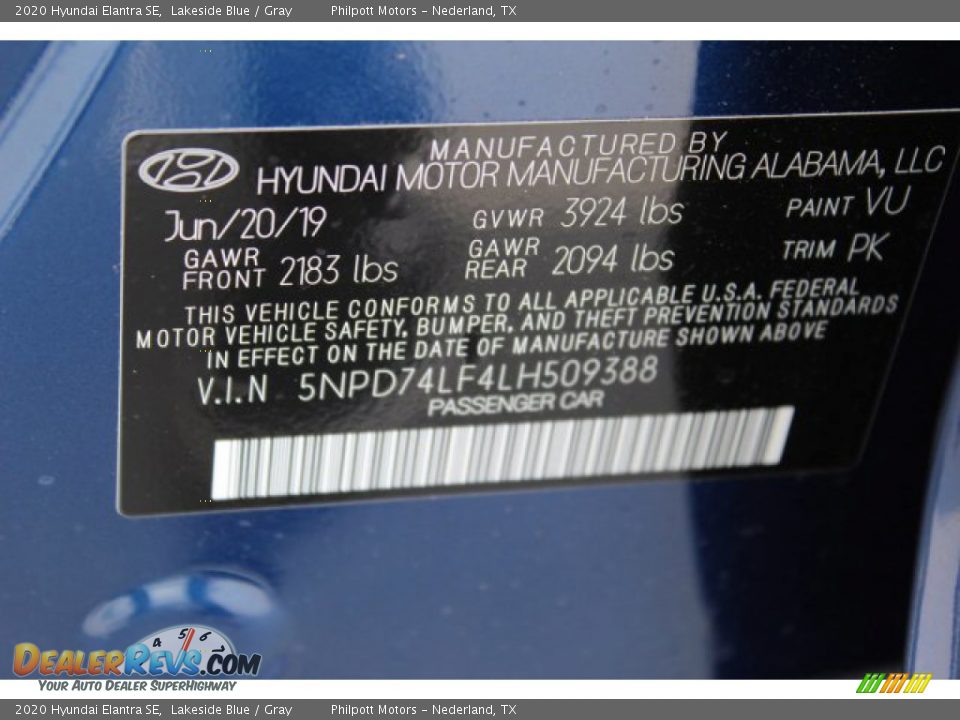 2020 Hyundai Elantra SE, Lakeside Blue / Gray Philpott Motors - Nederland, TX
MANUFACTURED BY
HYUNDAI MOTOR MANUFACTURING ALABAMA, LLC
Jun/20/19 GVWR 3924 lbs PAINT VU
GAWR FRONT 2183 lbs GAWR REAR 2094 lbs TRIM PK
THIS VEHICLE CONFORMS TO ALL APPLICABLE U.S.A. FEDERAL
MOTOR VEHICLE SAFETY, BUMPER, AND THEFT PREVENTION STANDARDS
IN EFFECT ON THE DATE OF MANUFACTURE SHOWN ABOVE
V.I.N 5NPD74LF4LH509388
PASSENGER CAR
4 5 6
DEALERREVS.COM
YOUR AUTO DEALER SUPERHIGHWAY
2020 Hyundai Elantra SE, Lakeside Blue / Gray Philpott Motors - Nederland, TX